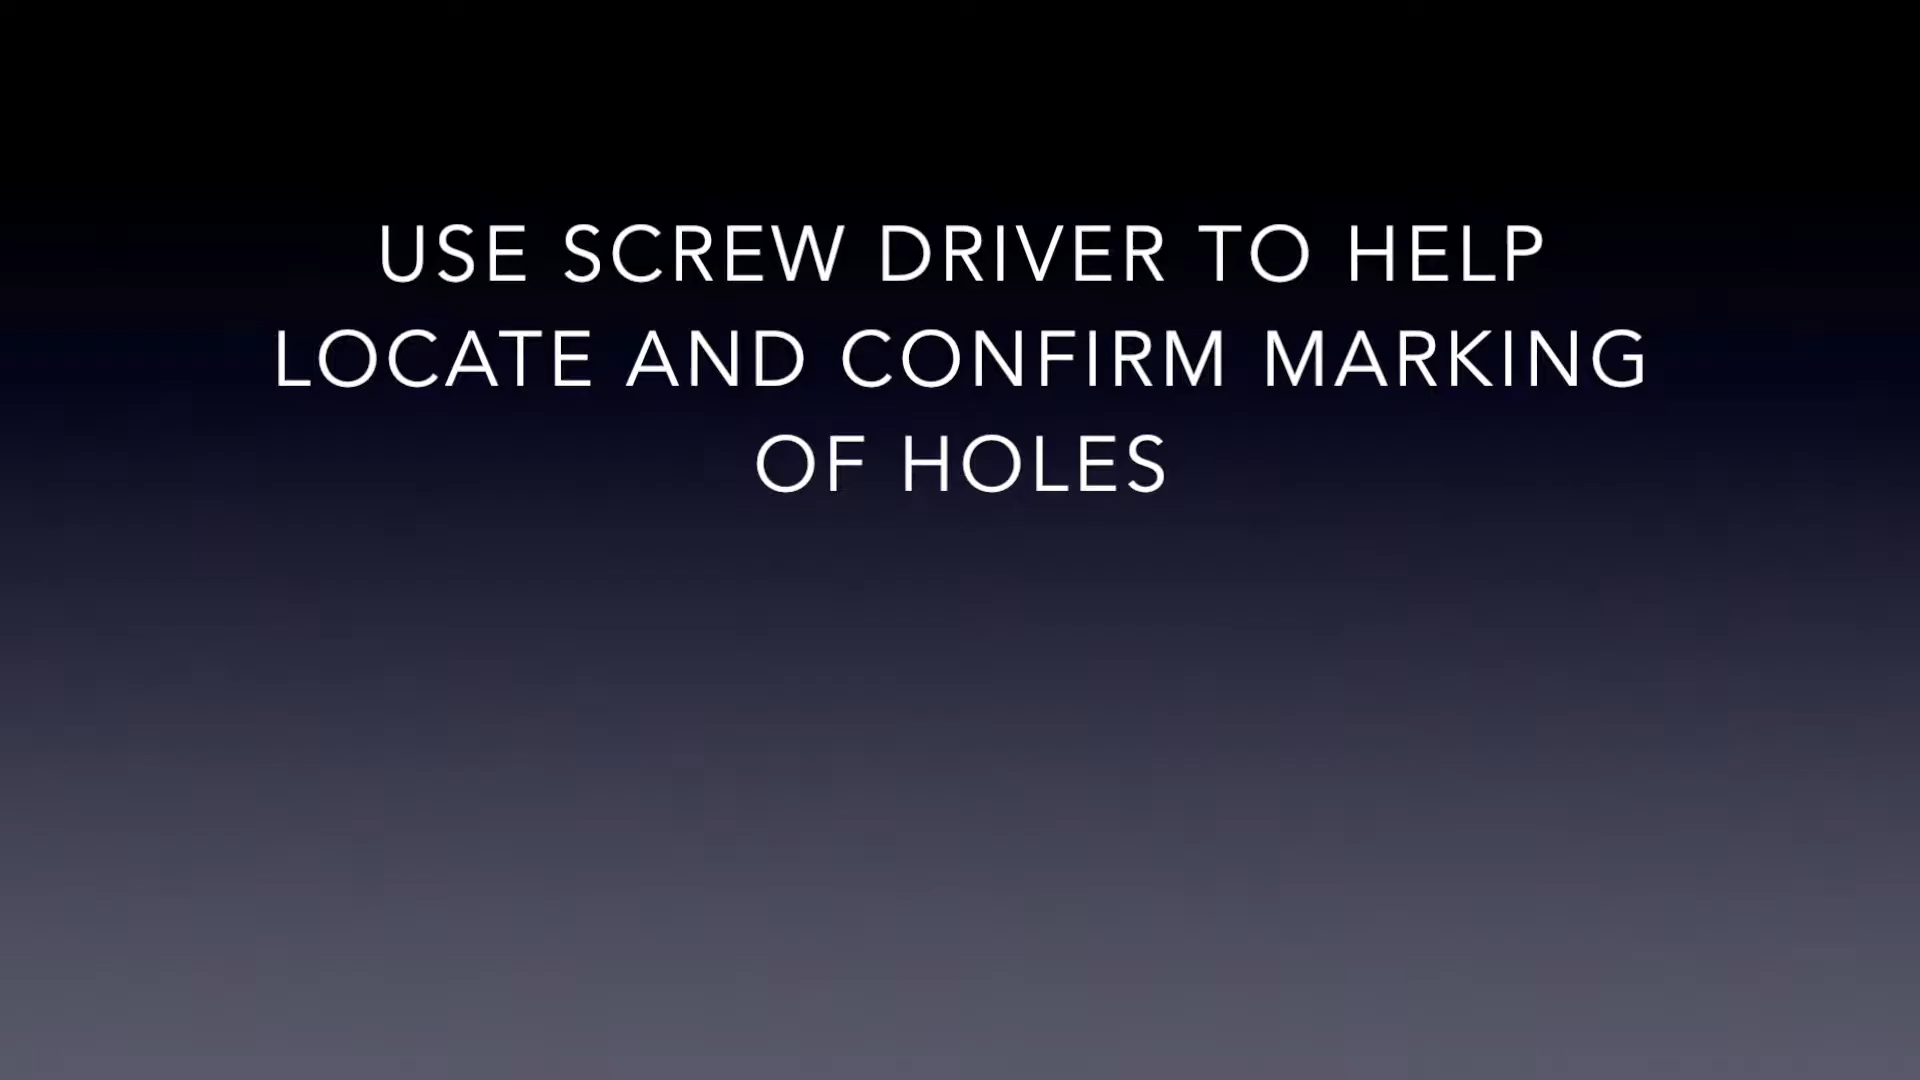 USE SCREW DRIVER TO HELP
LOCATE AND CONFIRM MARKING
OF HOLES